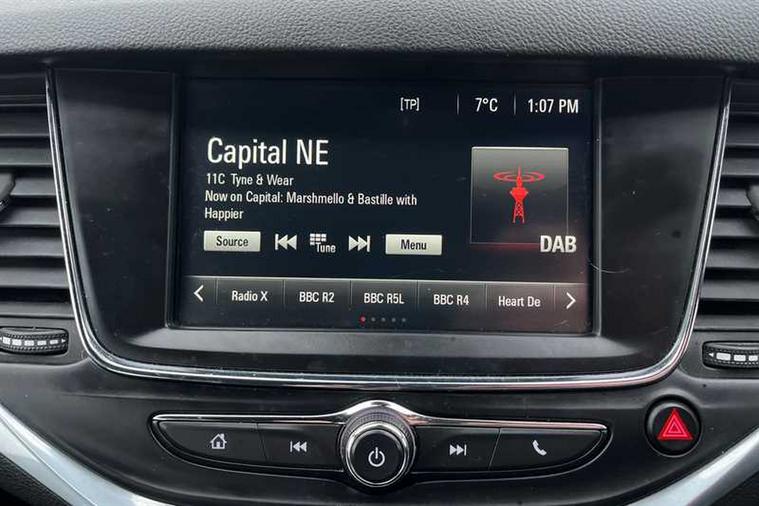 [TP] 7°C 1:07 PM
Capital NE
11C Tyne & Wear
Now on Capital: Marshmello & Bastille with
Happier
DAB
Source Tune Menu
Radio X BBC R2 BBC R5L BBC R4 Heart De